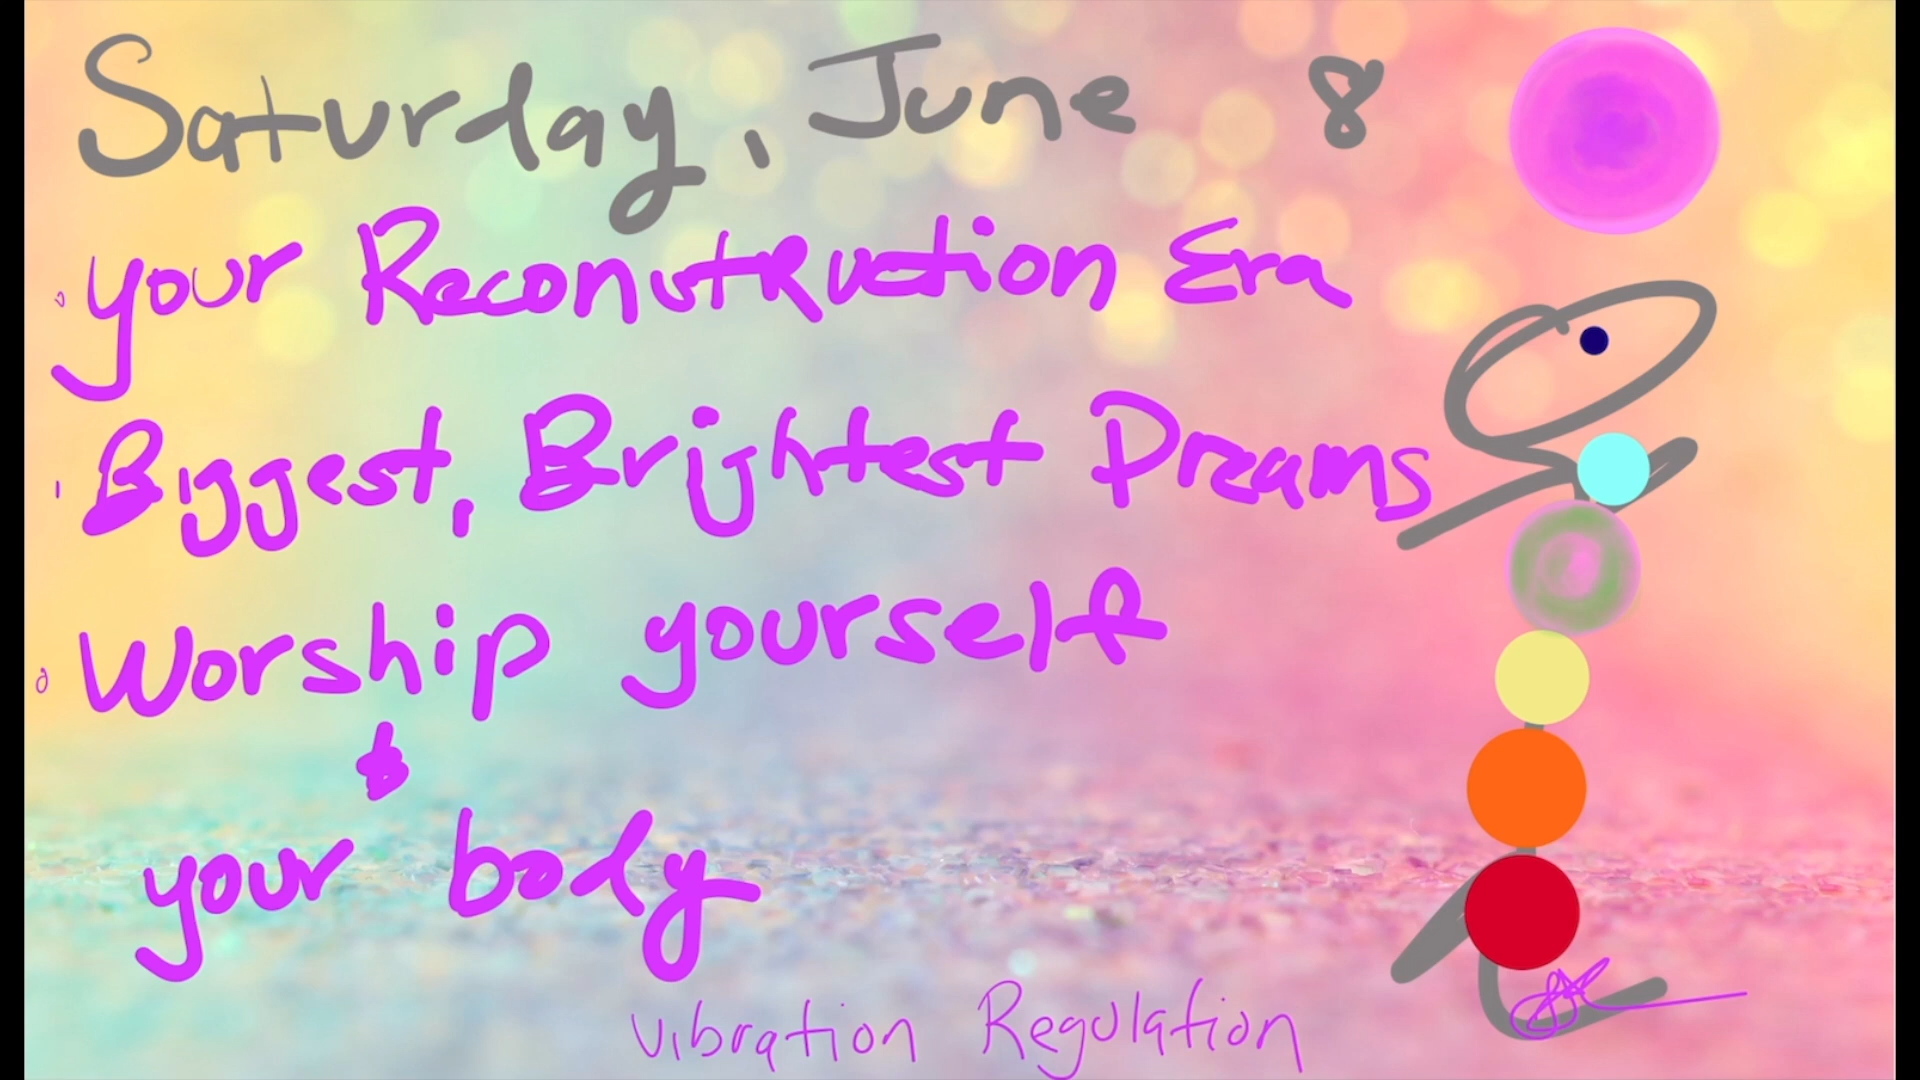 Saturday, June 8
Your Reconstruction Era
Biggest, Brightest Dreams
Worship yourself
&
your body
Vibration Regulation